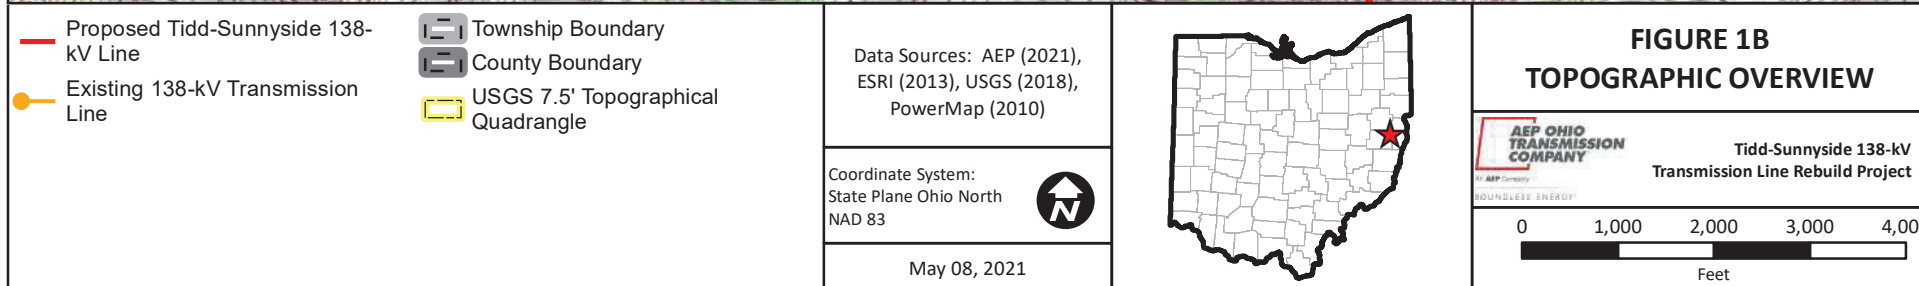 Proposed Tidd-Sunnyside 138-
kV Line
Existing 138-kV Transmission
Line
Township Boundary
County Boundary
USGS 7.5' Topographical
Quadrangle
Data Sources: AEP (2021),
ESRI (2013), USGS (2018),
PowerMap (2010)
Coordinate System:
State Plane Ohio North
NAD 83
N
May 08, 2021
FIGURE 1B
TOPOGRAPHIC OVERVIEW
AEP OHIO
TRANSMISSION
COMPANY
An AEP Company
BOUNDLESS ENERGY
Tidd-Sunnyside 138-kV
Transmission Line Rebuild Project
0 1,000 2,000 3,000 4,00
Feet